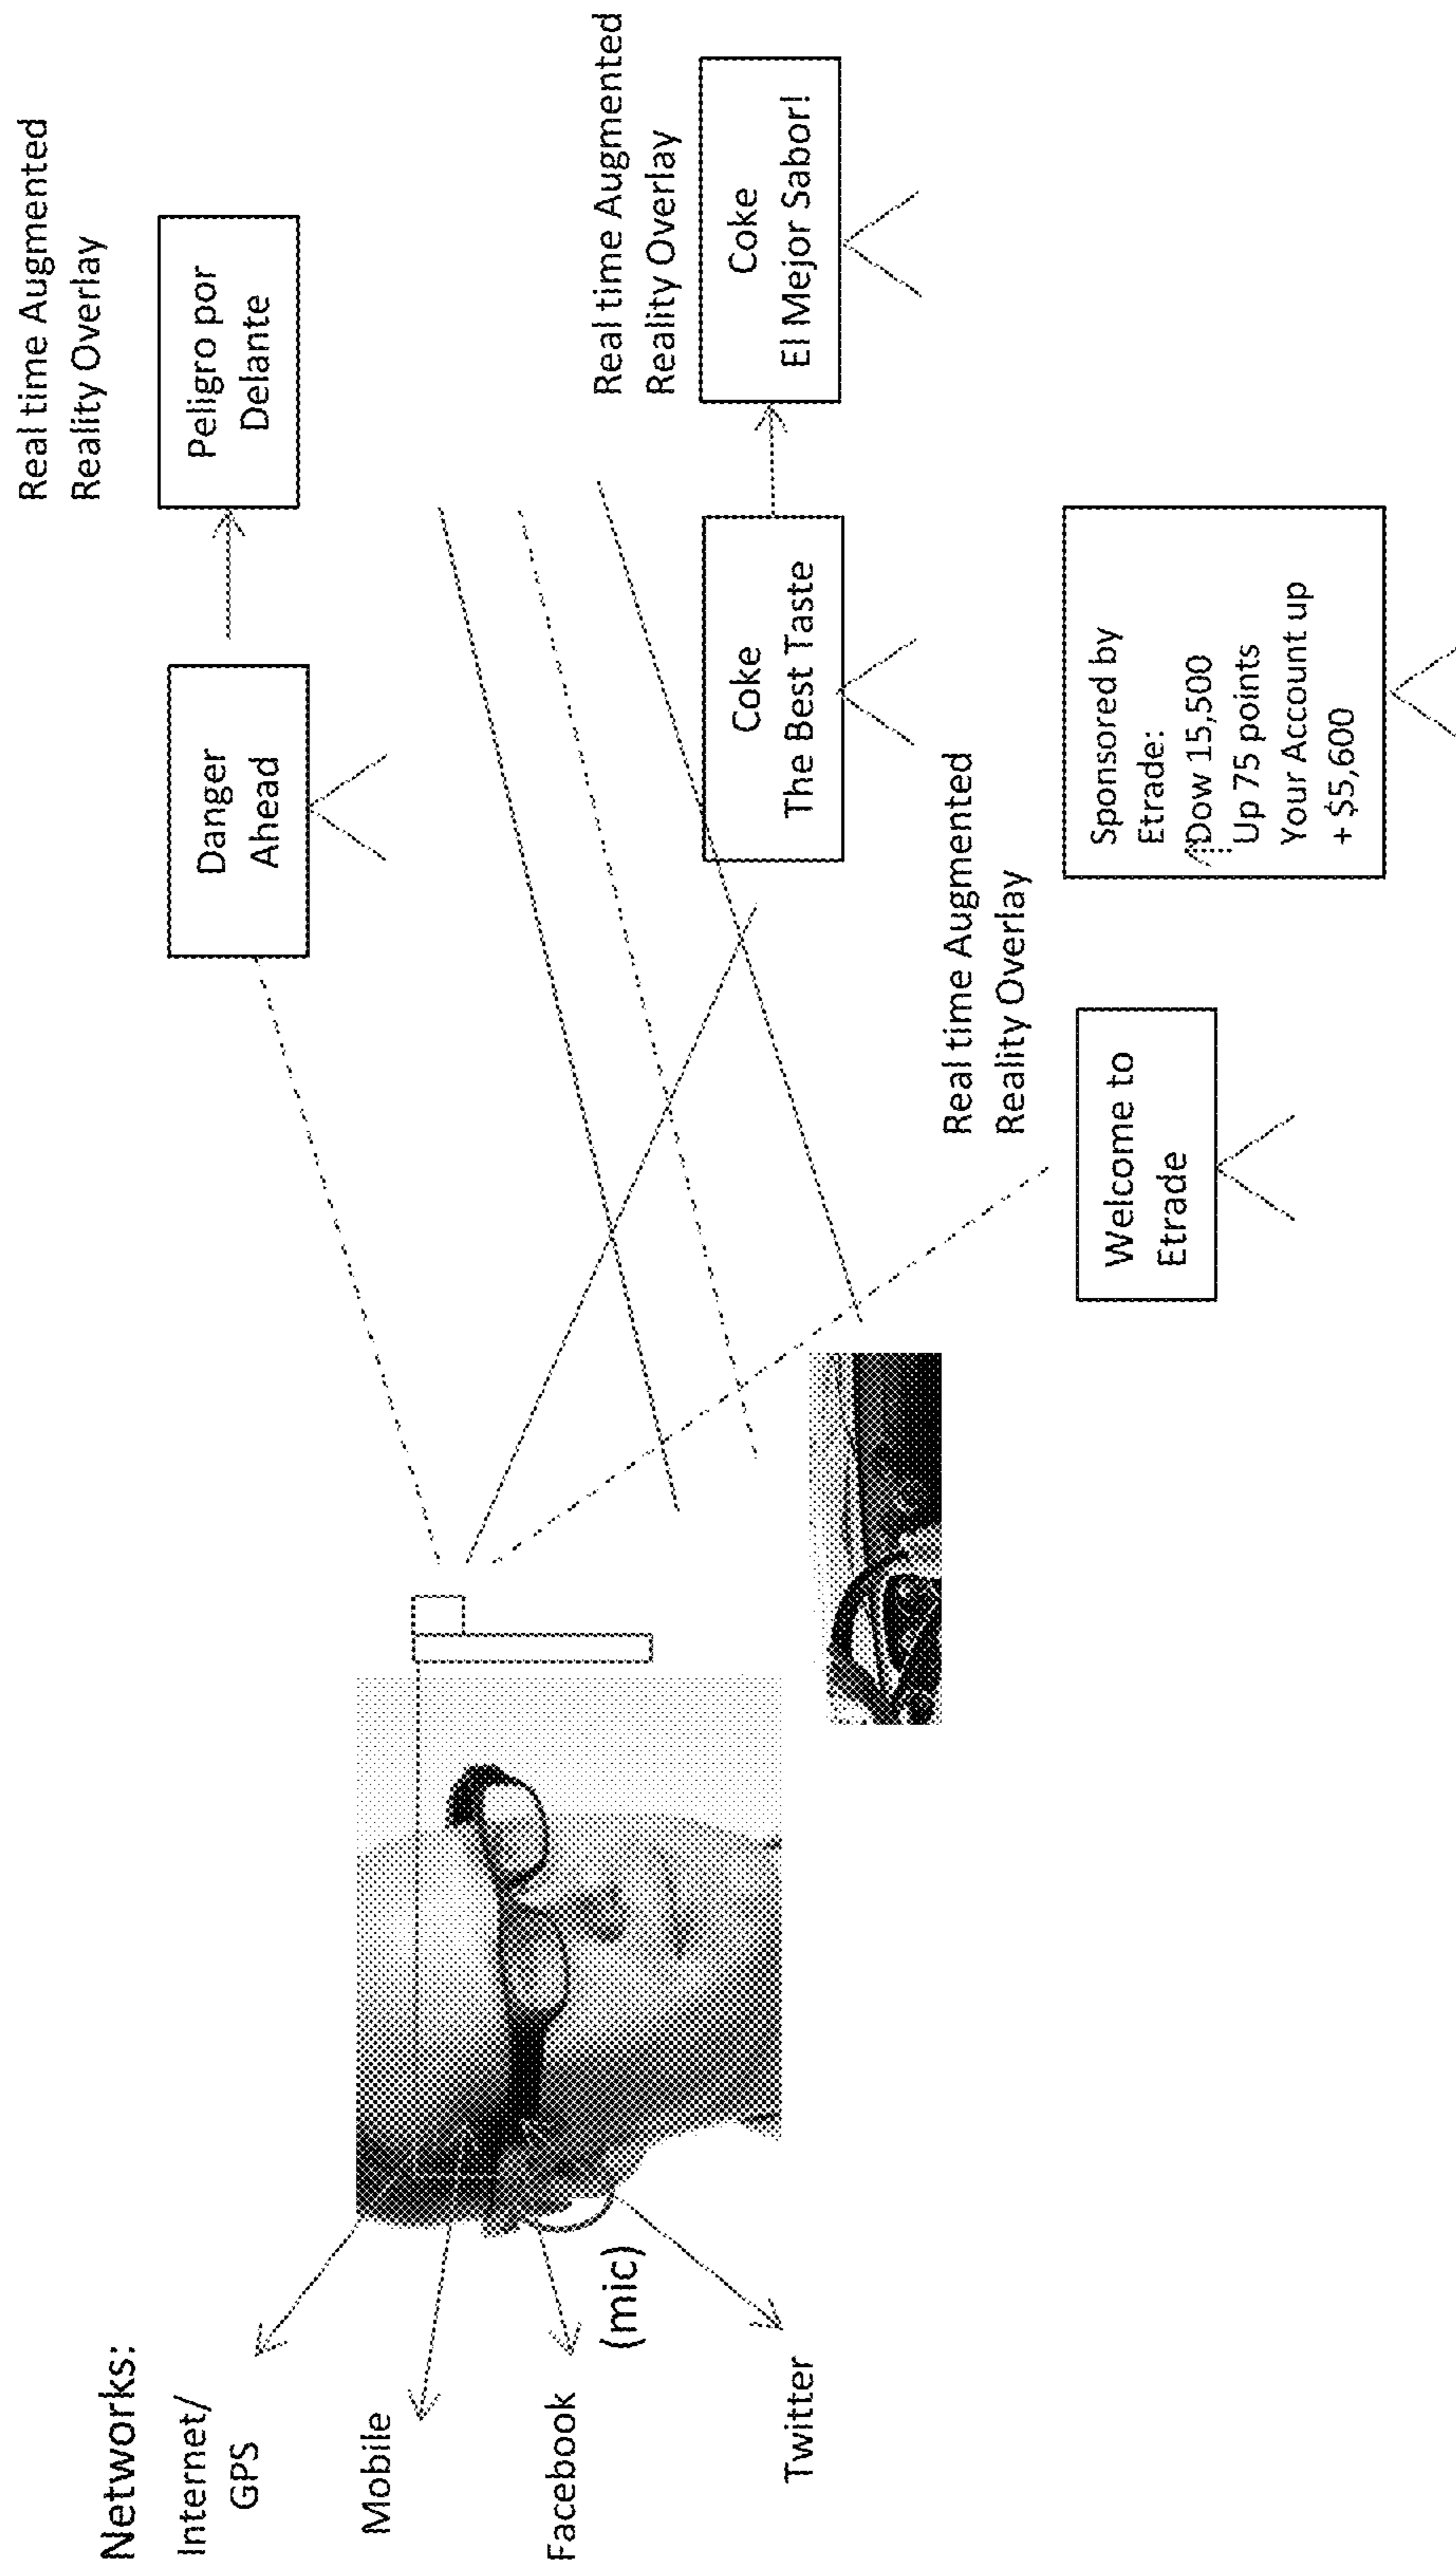 Networks:
Internet/
GPS
Mobile
Facebook
(mic)
Twitter
Danger
Ahead
Real time Augmented
Reality Overlay
Peligro por
Delante
Coke
The Best Taste
Real time Augmented
Reality Overlay
Coke
El Mejor Sabor!
Welcome to
Etrade
Real time Augmented
Reality Overlay
Sponsored by
Etrade:
Dow 15,500
Up 75 points
Your Account up
+ $5,600